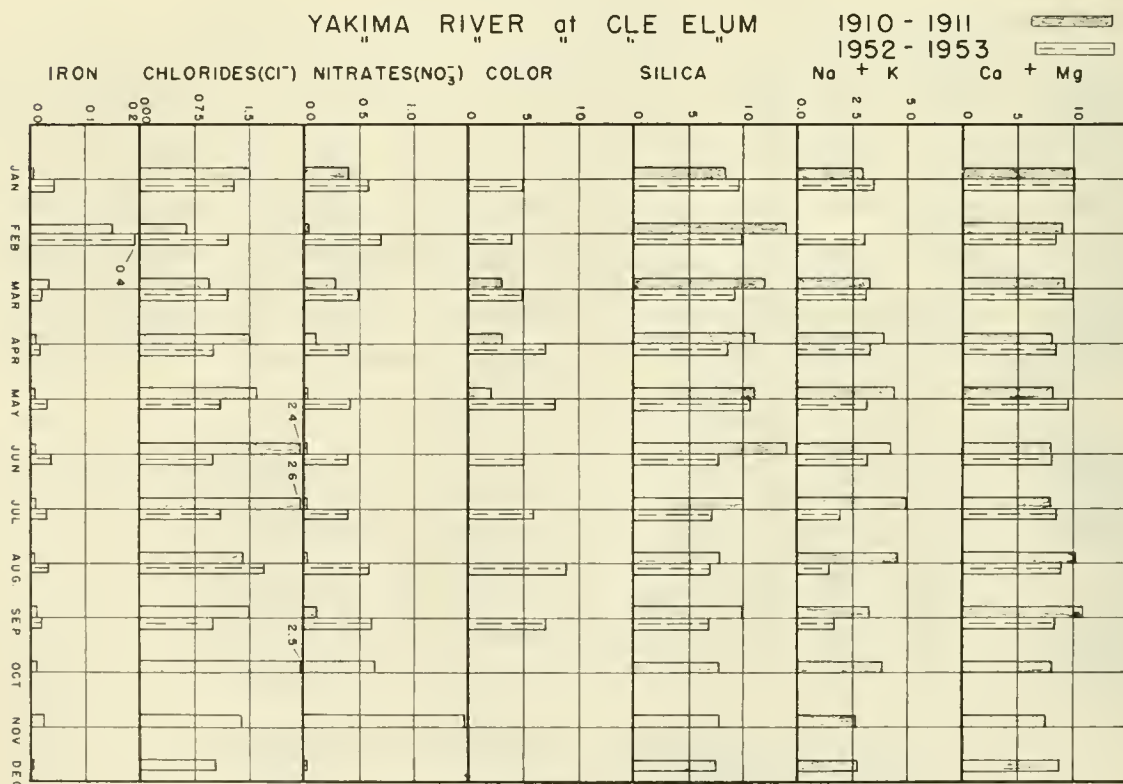 YAKIMA RIVER at CLE ELUM
" " " " "
1910 - 1911
1952 - 1953
IRON CHLORIDES(Cl⁻) NITRATES(NO₃⁻) COLOR SILICA Na + K Ca + Mg
0.0 0.1 0.2 0.00 0.75 1.5 0.0 0.5 1.0 0 5 10 0 5 10 0.0 2.5 5.0 0 5 10
JAN
FEB
0.4
MAR
APR
MAY
2.4
JUN
2.6
JUL
AUG
SEP
2.5
OCT
NOV
DEC